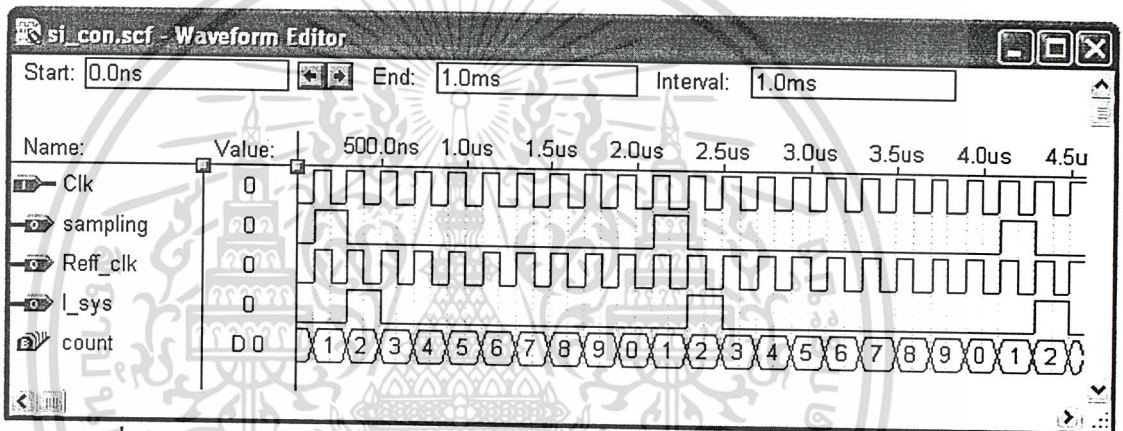 si_con.scf - Waveform Editor
Start: 0.0ns End: 1.0ms Interval: 1.0ms
Name: Value: 500.0ns 1.0us 1.5us 2.0us 2.5us 3.0us 3.5us 4.0us 4.5u
Clk 0
sampling 0
Reff_clk 0
l_sys 0
count D 0 1 2 3 4 5 6 7 8 9 0 1 2 3 4 5 6 7 8 9 0 1 2